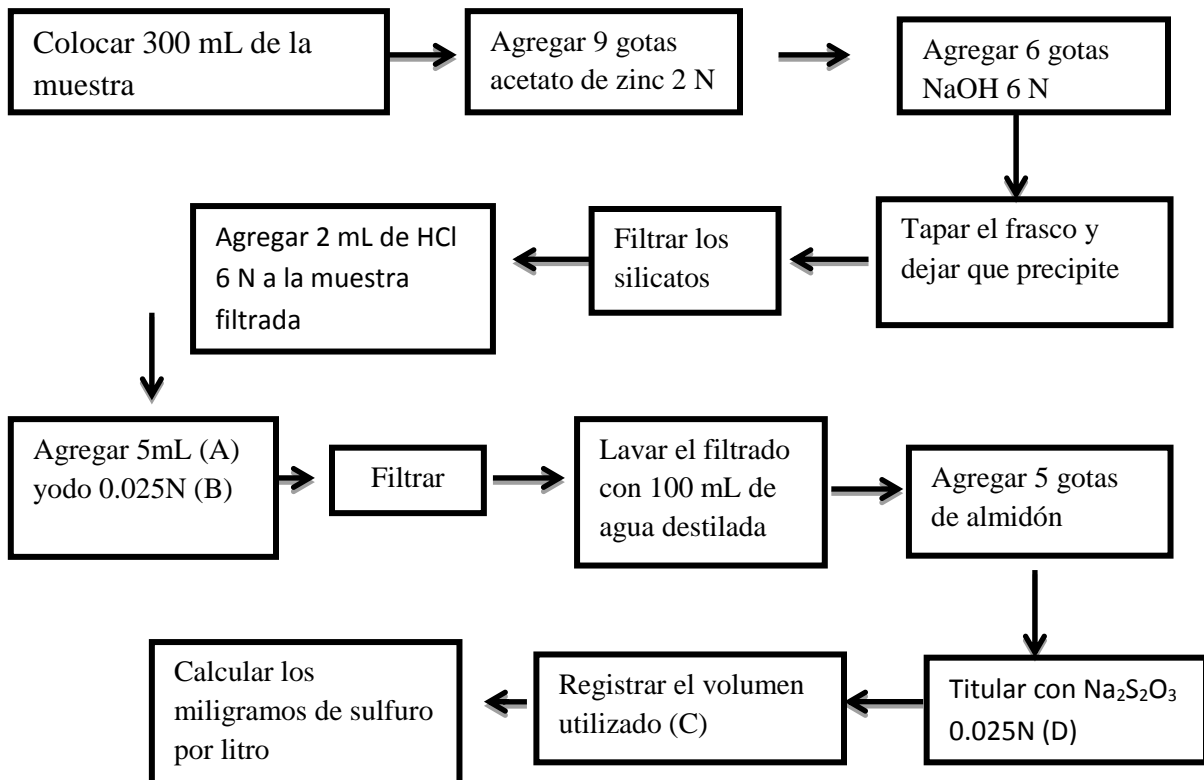 Colocar 300 mL de la
muestra
Agregar 9 gotas
acetato de zinc 2 N
Agregar 6 gotas
NaOH 6 N
Tapar el frasco y
dejar que precipite
Filtrar los
silicatos
Agregar 2 mL de HCl
6 N a la muestra
filtrada
Agregar 5mL (A)
yodo 0.025N (B)
Filtrar
Lavar el filtrado
con 100 mL de
agua destilada
Agregar 5 gotas
de almidón
Titular con Na₂S₂O₃
0.025N (D)
Registrar el volumen
utilizado (C)
Calcular los
miligramos de sulfuro
por litro